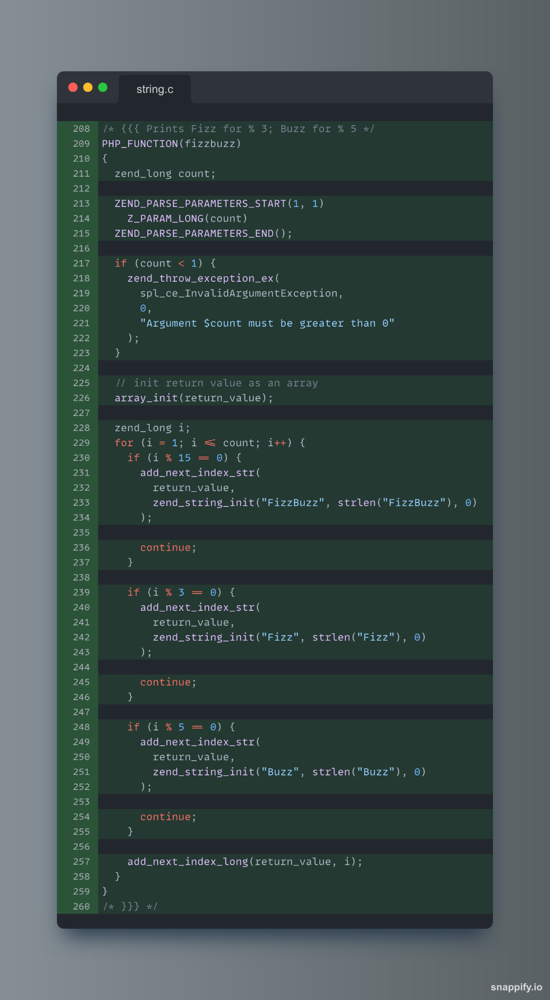 string.c
208 /* {{{ Prints Fizz for % 3; Buzz for % 5 */
209 PHP_FUNCTION(fizzbuzz)
210 {
211   zend_long count;
212
213   ZEND_PARSE_PARAMETERS_START(1, 1)
214     Z_PARAM_LONG(count)
215   ZEND_PARSE_PARAMETERS_END();
216
217   if (count < 1) {
218     zend_throw_exception_ex(
219       spl_ce_InvalidArgumentException,
220       0,
221       "Argument $count must be greater than 0"
222     );
223   }
224
225   // init return value as an array
226   array_init(return_value);
227
228   zend_long i;
229   for (i = 1; i <= count; i++) {
230     if (i % 15 == 0) {
231       add_next_index_str(
232         return_value,
233         zend_string_init("FizzBuzz", strlen("FizzBuzz"), 0)
234       );
235
236       continue;
237     }
238
239     if (i % 3 == 0) {
240       add_next_index_str(
241         return_value,
242         zend_string_init("Fizz", strlen("Fizz"), 0)
243       );
244
245       continue;
246     }
247
248     if (i % 5 == 0) {
249       add_next_index_str(
250         return_value,
251         zend_string_init("Buzz", strlen("Buzz"), 0)
252       );
253
254       continue;
255     }
256
257     add_next_index_long(return_value, i);
258   }
259 }
260 /* }}} */
snappify.io